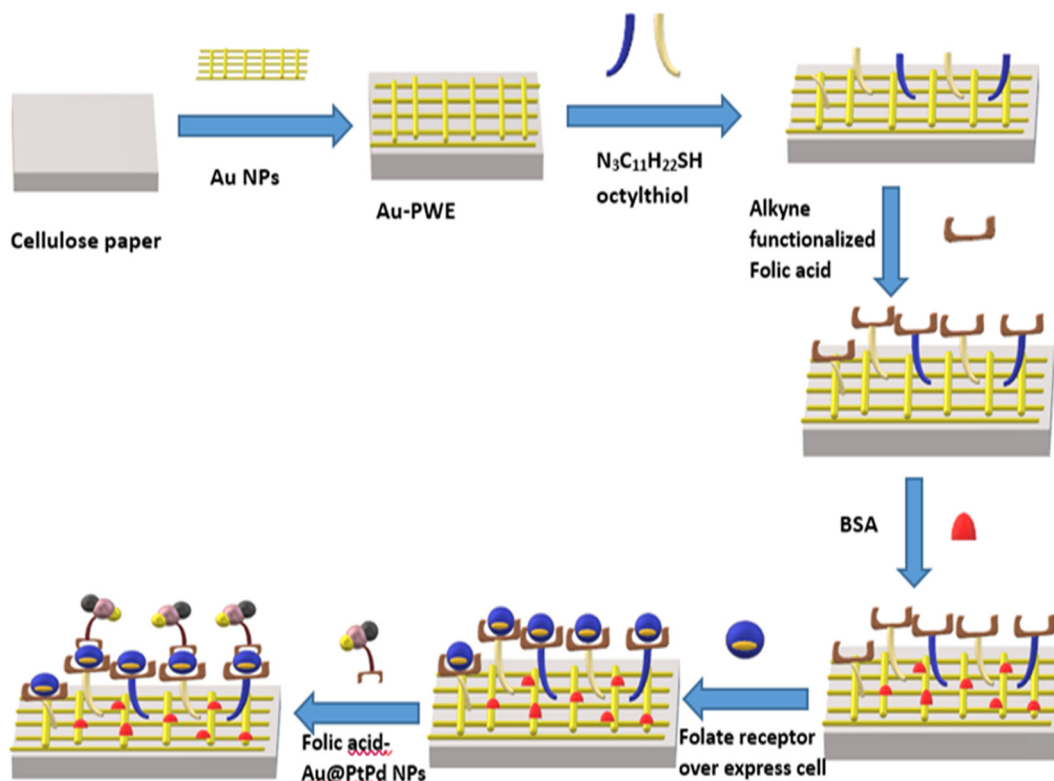 Au NPs
Cellulose paper
Au-PWE
N₃C₁₁H₂₂SH
octylthiol
Alkyne
functionalized
Folic acid
BSA
Folate receptor
over express cell
Folic acid-
Au@PtPd NPs